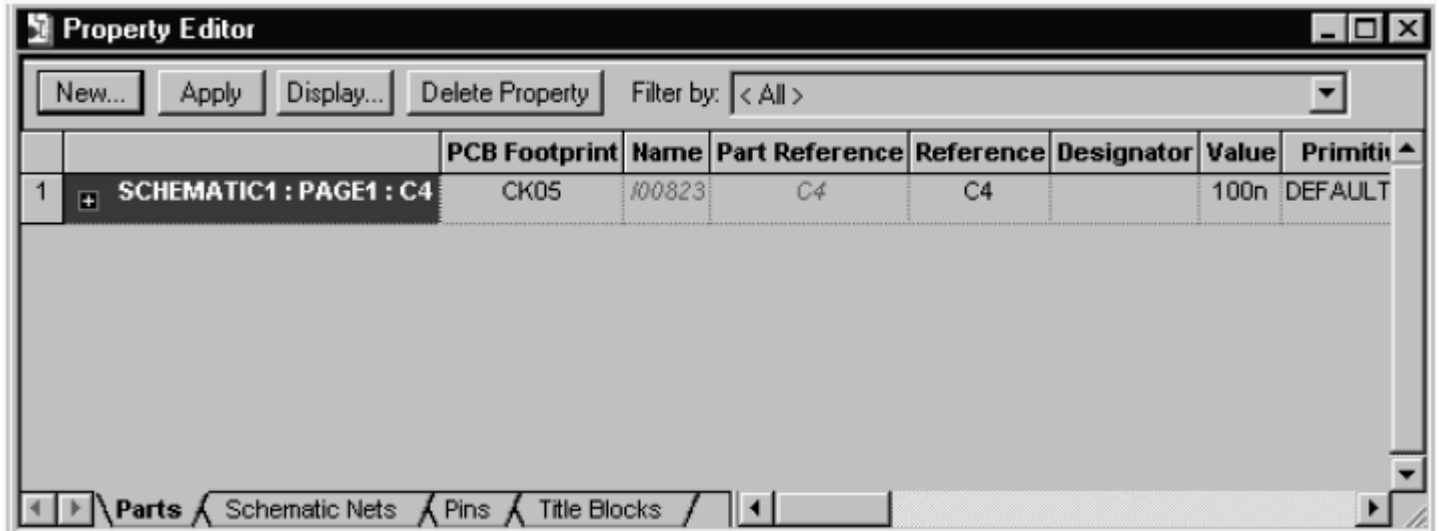 Property Editor
New... Apply Display... Delete Property Filter by: < All >
PCB Footprint Name Part Reference Reference Designator Value Primitiv
1 SCHEMATIC1 : PAGE1 : C4 CK05 I00823 C4 C4 100n DEFAULT
Parts Schematic Nets Pins Title Blocks